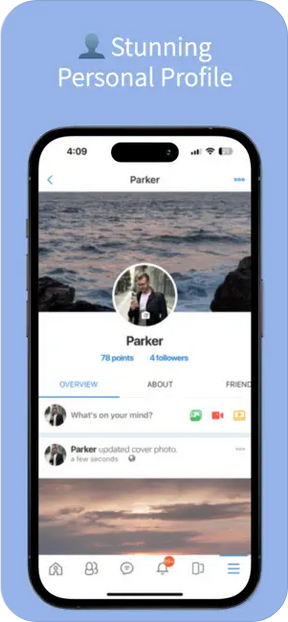 👤 Stunning
Personal Profile
4:09
Parker
Parker
78 points 4 followers
OVERVIEW ABOUT FRIEND
What's on your mind?
Parker updated cover photo.
a few seconds